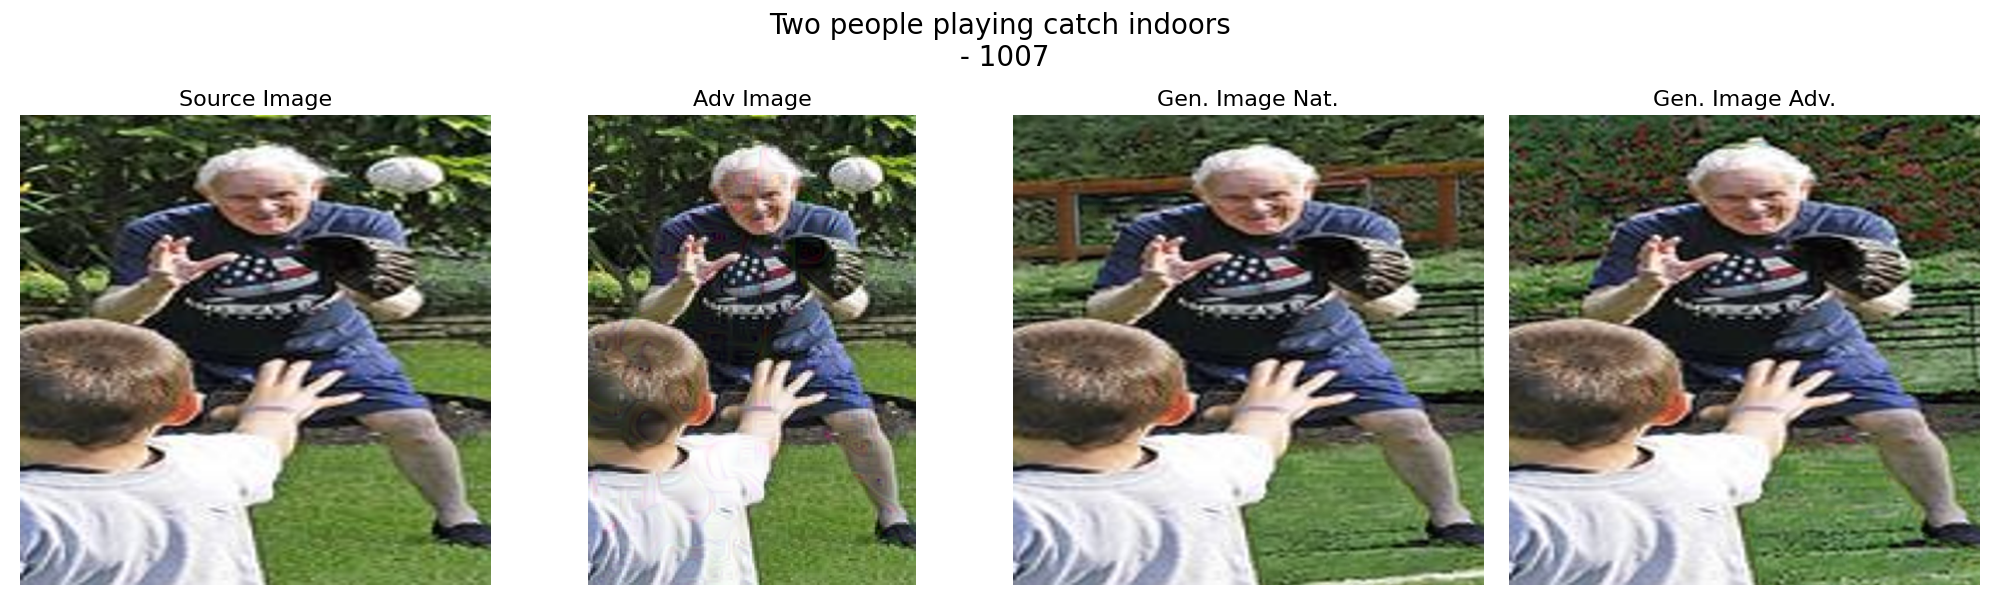 Two people playing catch indoors
- 1007
Source Image
Adv Image
Gen. Image Nat.
Gen. Image Adv.